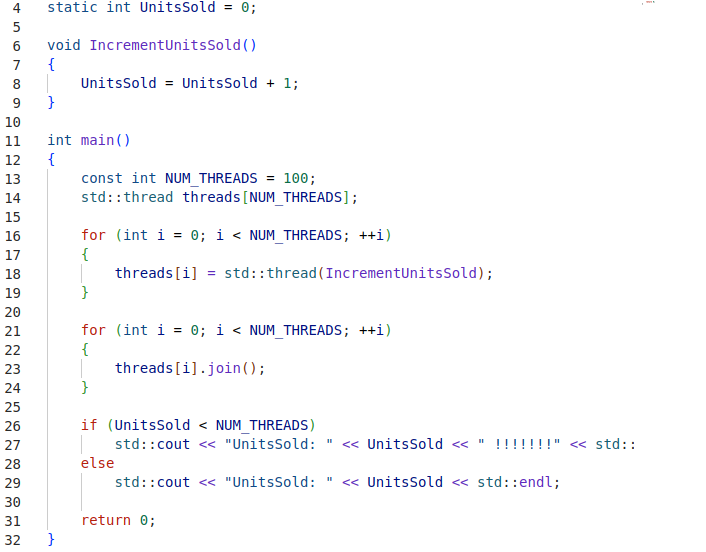 4 static int UnitsSold = 0;
5
6 void IncrementUnitsSold()
7 {
8     UnitsSold = UnitsSold + 1;
9 }
10
11 int main()
12 {
13     const int NUM_THREADS = 100;
14     std::thread threads[NUM_THREADS];
15
16     for (int i = 0; i < NUM_THREADS; ++i)
17     {
18         threads[i] = std::thread(IncrementUnitsSold);
19     }
20
21     for (int i = 0; i < NUM_THREADS; ++i)
22     {
23         threads[i].join();
24     }
25
26     if (UnitsSold < NUM_THREADS)
27         std::cout << "UnitsSold: " << UnitsSold << " !!!!!!!" << std::
28     else
29         std::cout << "UnitsSold: " << UnitsSold << std::endl;
30
31     return 0;
32 }